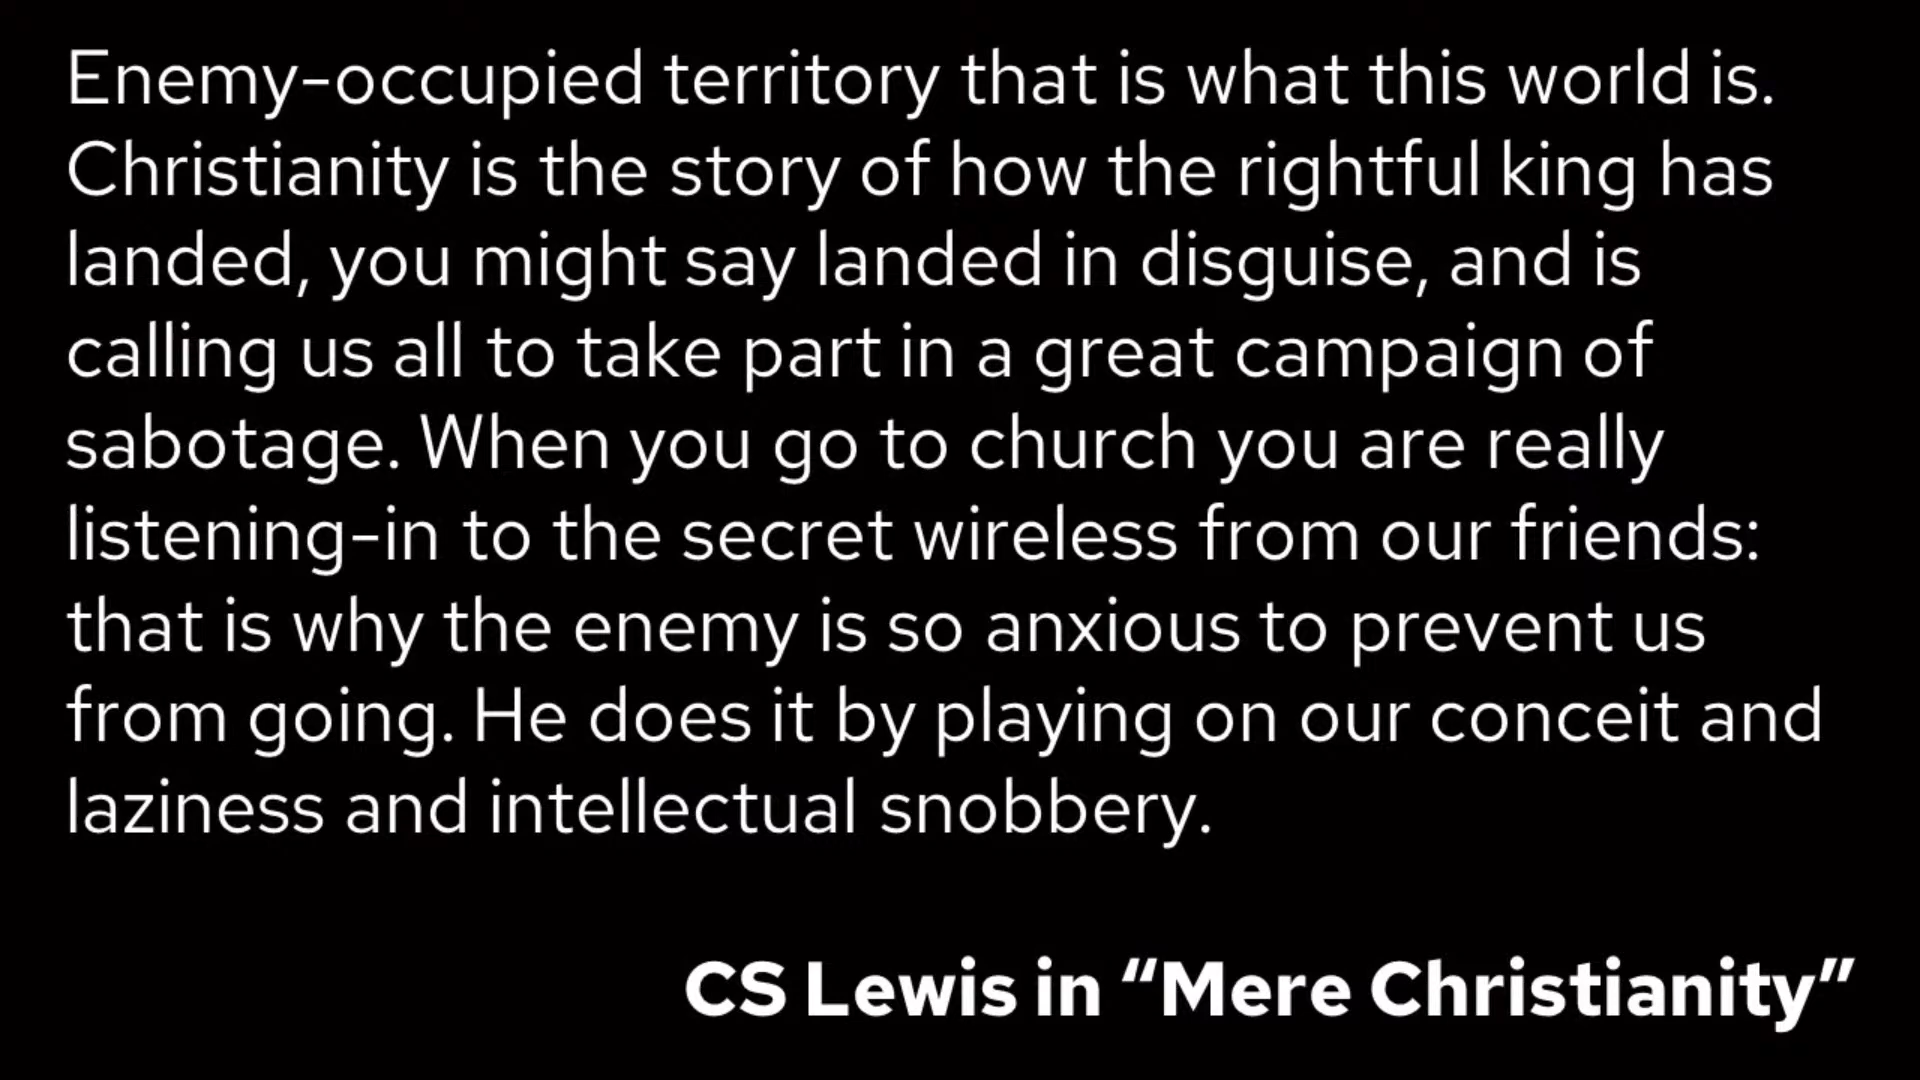 Enemy-occupied territory that is what this world is.
Christianity is the story of how the rightful king has
landed, you might say landed in disguise, and is
calling us all to take part in a great campaign of
sabotage. When you go to church you are really
listening-in to the secret wireless from our friends:
that is why the enemy is so anxious to prevent us
from going. He does it by playing on our conceit and
laziness and intellectual snobbery.
CS Lewis in “Mere Christianity”